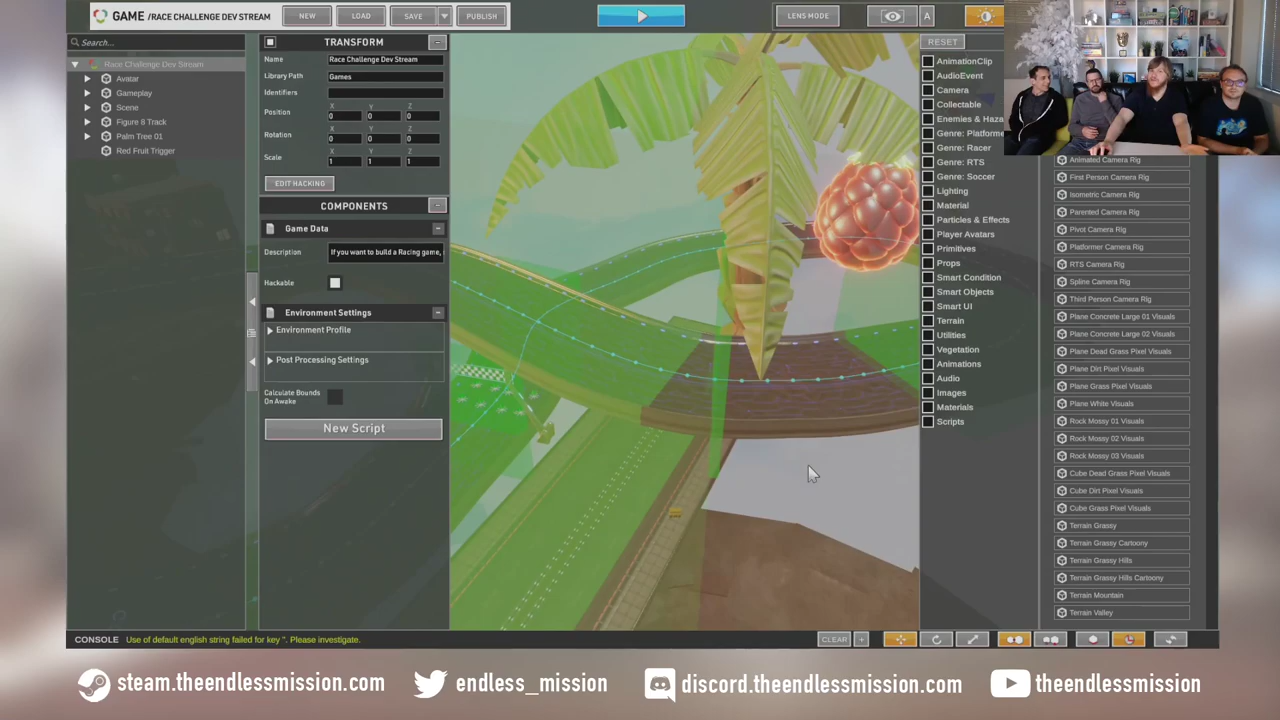 GAME /RACE CHALLENGE DEV STREAM
NEW
LOAD
SAVE
PUBLISH
LENS MODE
A
Search...
Race Challenge Dev Stream
Avatar
Gameplay
Scene
Figure 8 Track
Palm Tree 01
Red Fruit Trigger
TRANSFORM
Name
Race Challenge Dev Stream
Library Path
Games
Identifiers
X Y Z
Position 0 0 0
X Y Z
Rotation 0 0 0
X Y Z
Scale 1 1 1
EDIT HACKING
COMPONENTS
Game Data
Description
If you want to build a Racing game,
Hackable
Environment Settings
Environment Profile
Post Processing Settings
Calculate Bounds
On Awake
New Script
RESET
AnimationClip
AudioEvent
Camera
Collectable
Enemies & Haza
Genre: Platforme
Genre: Racer
Genre: RTS
Genre: Soccer
Lighting
Material
Particles & Effects
Player Avatars
Primitives
Props
Smart Condition
Smart Objects
Smart UI
Terrain
Utilities
Vegetation
Animations
Audio
Images
Materials
Scripts
Animated Camera Rig
First Person Camera Rig
Isometric Camera Rig
Parented Camera Rig
Pivot Camera Rig
Platformer Camera Rig
RTS Camera Rig
Spline Camera Rig
Third Person Camera Rig
Plane Concrete Large 01 Visuals
Plane Concrete Large 02 Visuals
Plane Dead Grass Pixel Visuals
Plane Dirt Pixel Visuals
Plane Grass Pixel Visuals
Plane White Visuals
Rock Mossy 01 Visuals
Rock Mossy 02 Visuals
Rock Mossy 03 Visuals
Cube Dead Grass Pixel Visuals
Cube Dirt Pixel Visuals
Cube Grass Pixel Visuals
Terrain Grassy
Terrain Grassy Cartoony
Terrain Grassy Hills
Terrain Grassy Hills Cartoony
Terrain Mountain
Terrain Valley
CONSOLE Use of default english string failed for key ''. Please investigate.
CLEAR
steam.theendlessmission.com
endless_mission
discord.theendlessmission.com
theendlessmission